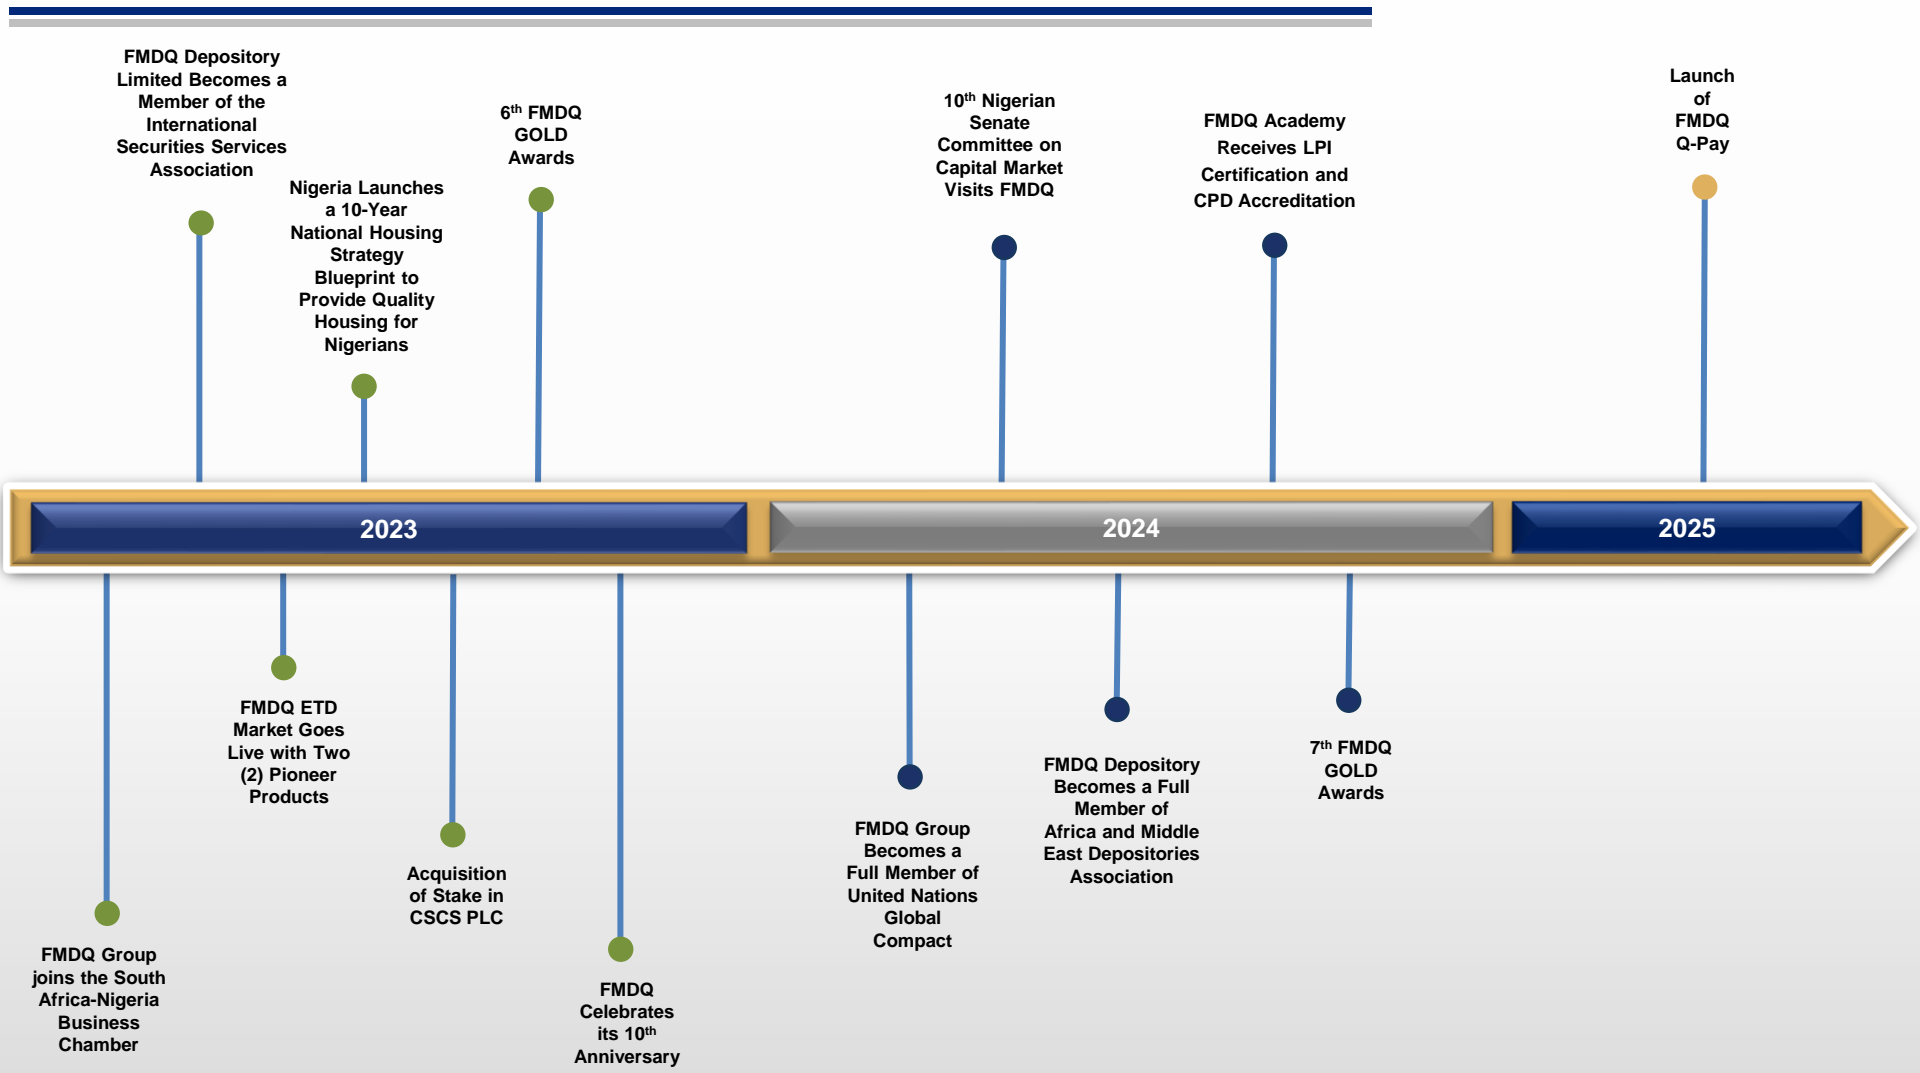 FMDQ Depository
Limited Becomes a
Member of the
International
Securities Services
Association
Nigeria Launches
a 10-Year
National Housing
Strategy
Blueprint to
Provide Quality
Housing for
Nigerians
6th FMDQ
GOLD
Awards
10th Nigerian
Senate
Committee on
Capital Market
Visits FMDQ
FMDQ Academy
Receives LPI
Certification and
CPD Accreditation
Launch
of
FMDQ
Q-Pay
2023
2024
2025
FMDQ Group
joins the South
Africa-Nigeria
Business
Chamber
FMDQ ETD
Market Goes
Live with Two
(2) Pioneer
Products
Acquisition
of Stake in
CSCS PLC
FMDQ
Celebrates
its 10th
Anniversary
FMDQ Group
Becomes a
Full Member of
United Nations
Global
Compact
FMDQ Depository
Becomes a Full
Member of
Africa and Middle
East Depositories
Association
7th FMDQ
GOLD
Awards